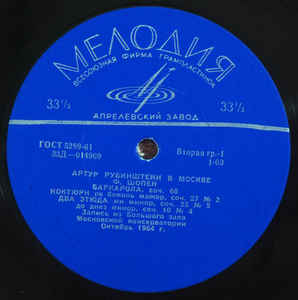 МЕЛОДИЯ
ВСЕСОЮЗНАЯ ФИРМА ГРАМПЛАСТИНОК
33⅓
33⅓
АПРЕЛЕВСКИЙ ЗАВОД
ГОСТ 5289-61
33Д—014909
Вторая гр.-1
1-03
АРТУР РУБИНШТЕЙН В МОСКВЕ
Ф. ШОПЕН
БАРКАРОЛА, соч. 60
НОКТЮРН ре бемоль мажор, соч. 27 № 2
ДВА ЭТЮДА ми минор, соч. 25 № 5
до диез минор, соч. 10 № 4
Запись из Большого зала
Московской консерватории
Октябрь 1964 г.